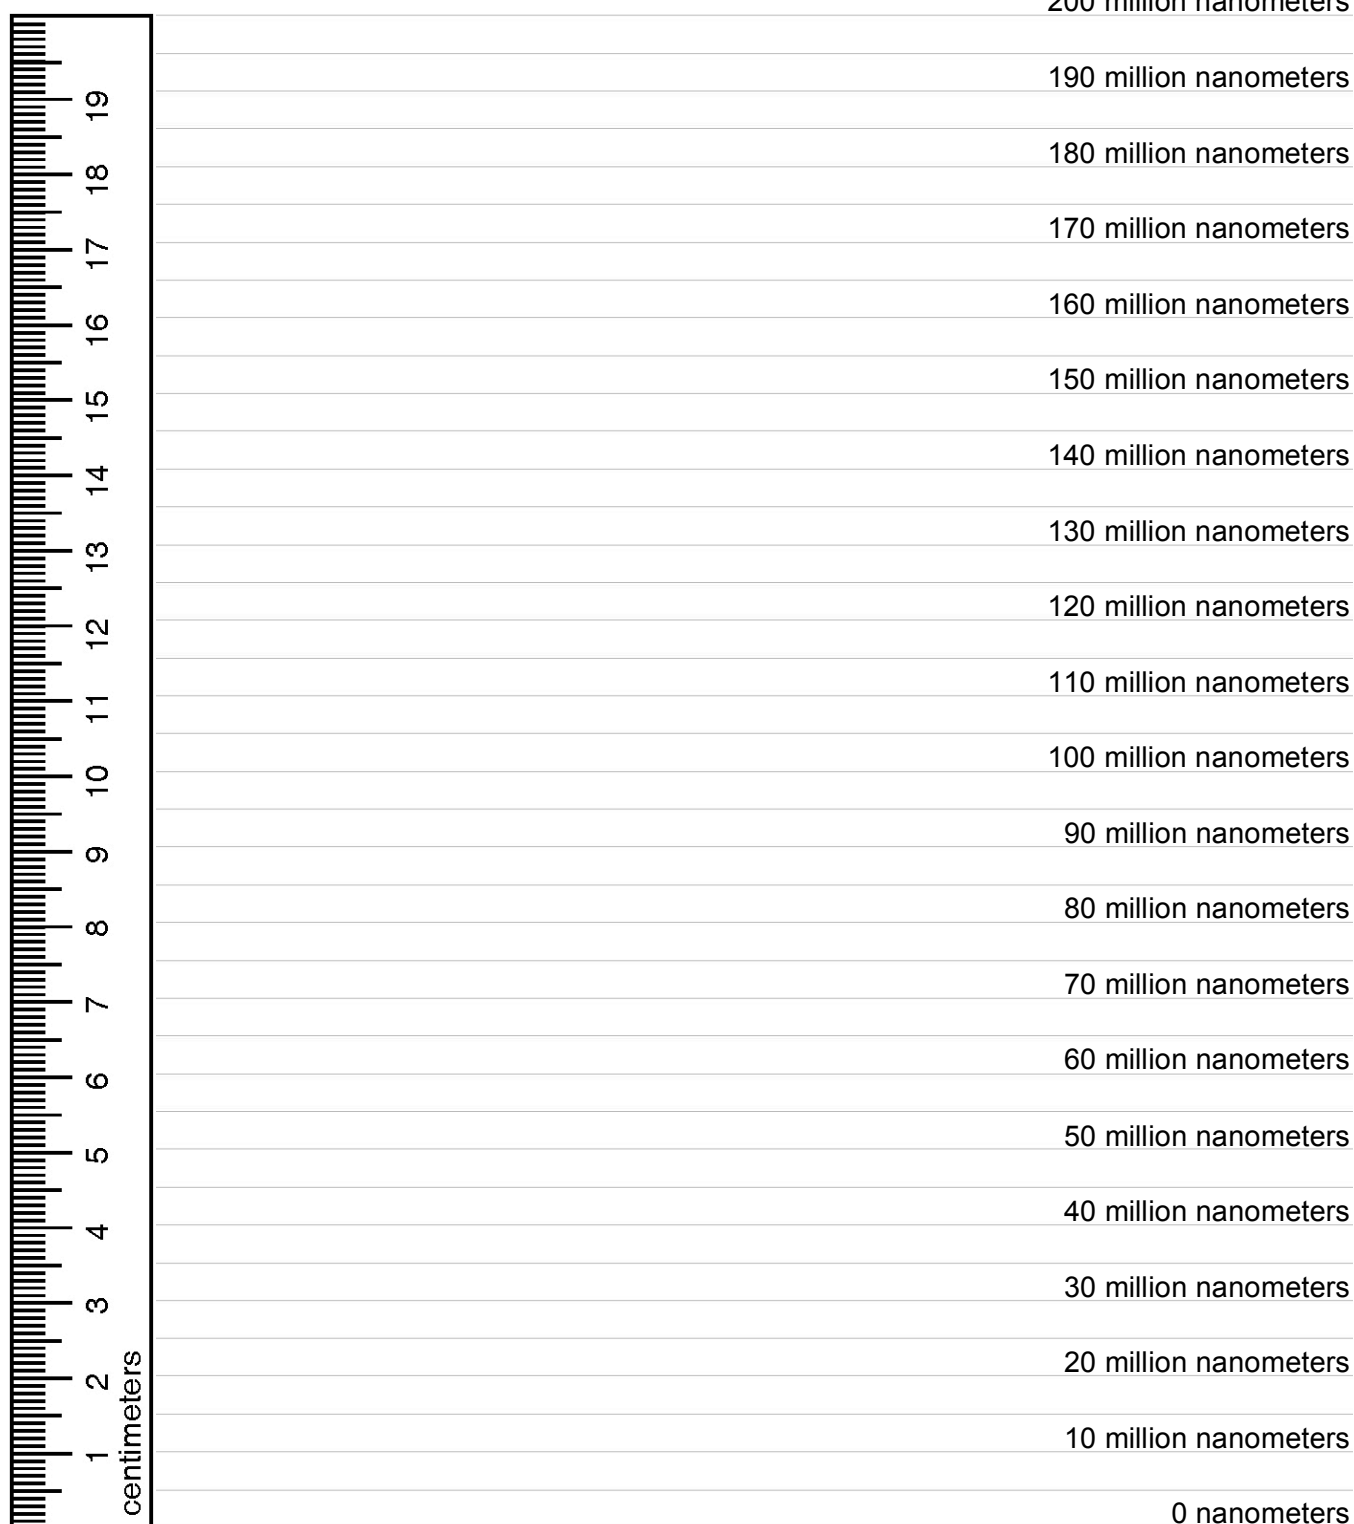 200 million nanometers
190 million nanometers
180 million nanometers
170 million nanometers
160 million nanometers
150 million nanometers
140 million nanometers
130 million nanometers
120 million nanometers
110 million nanometers
100 million nanometers
90 million nanometers
80 million nanometers
70 million nanometers
60 million nanometers
50 million nanometers
40 million nanometers
30 million nanometers
20 million nanometers
10 million nanometers
0 nanometers
19
18
17
16
15
14
13
12
11
10
9
8
7
6
5
4
3
2
1
centimeters